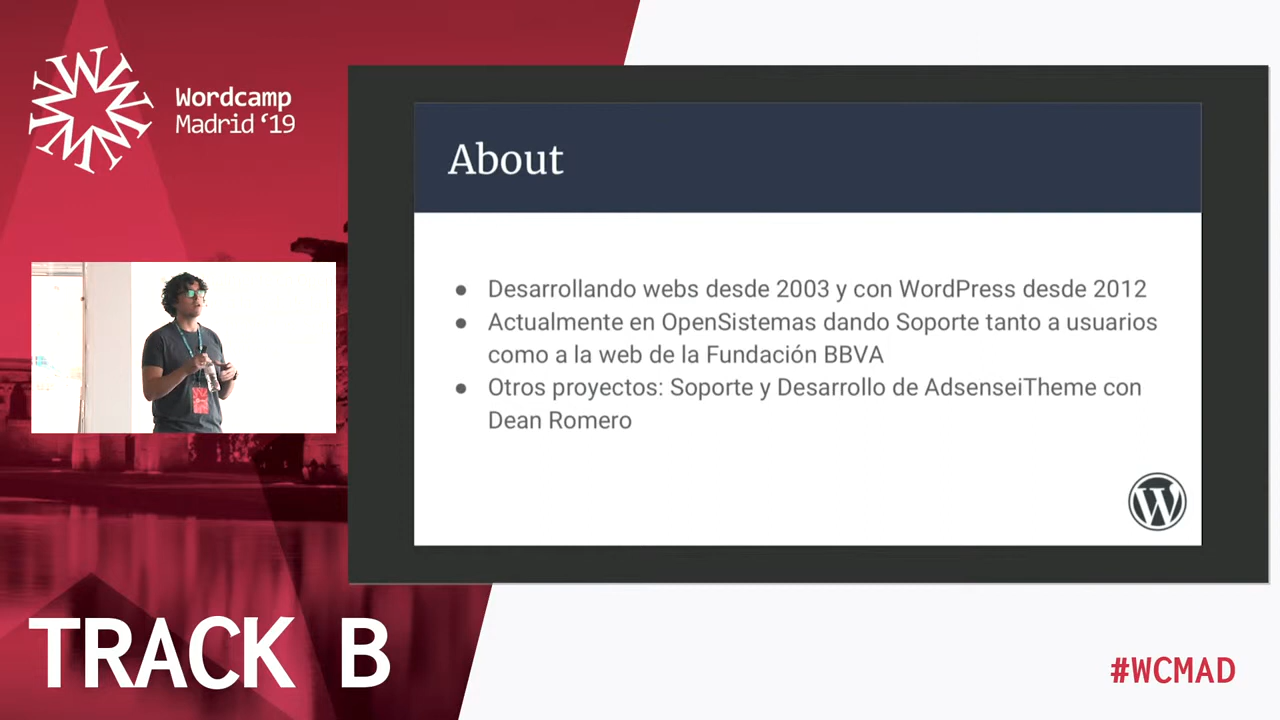 Wordcamp
Madrid ‘19
About
● Desarrollando webs desde 2003 y con WordPress desde 2012
● Actualmente en OpenSistemas dando Soporte tanto a usuarios
como a la web de la Fundación BBVA
● Otros proyectos: Soporte y Desarrollo de AdsenseiTheme con
Dean Romero
TRACK B
#WCMAD